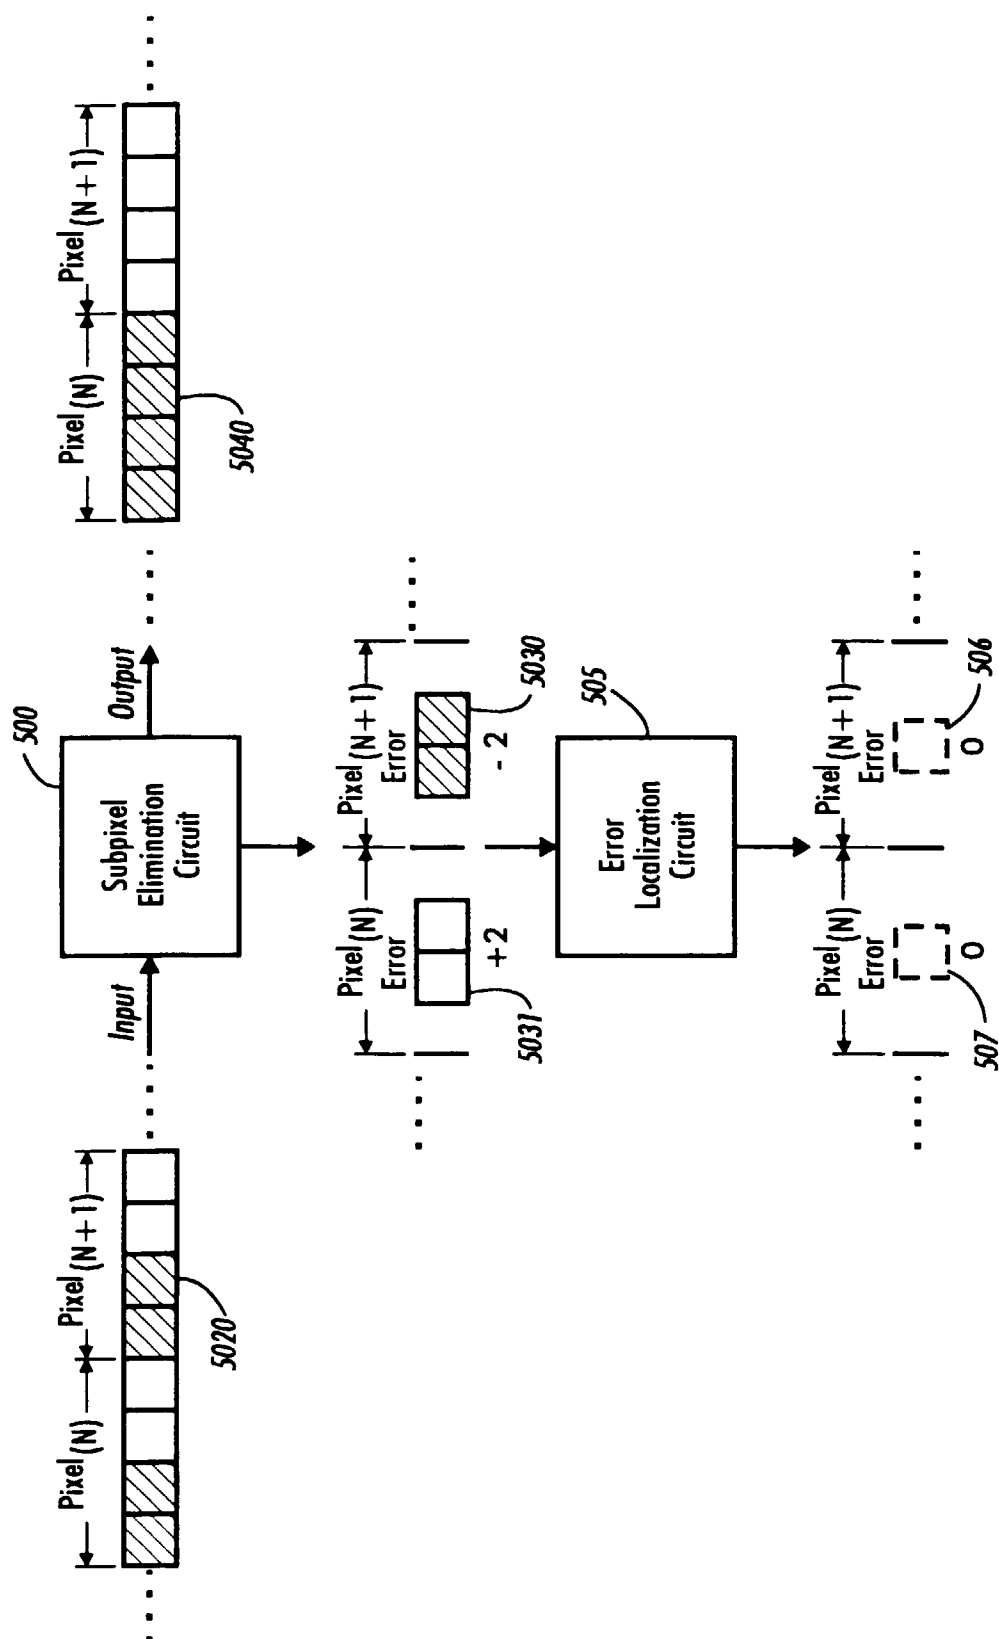 Pixel (N)
Pixel (N + 1)
5020
Input
500
Subpixel
Elimination
Circuit
Output
Pixel (N)
Pixel (N + 1)
5040
Pixel (N)
Error
Pixel (N + 1)
Error
+ 2
- 2
5031
5030
505
Error
Localization
Circuit
Pixel (N)
Error
Pixel (N + 1)
Error
0
0
507
506